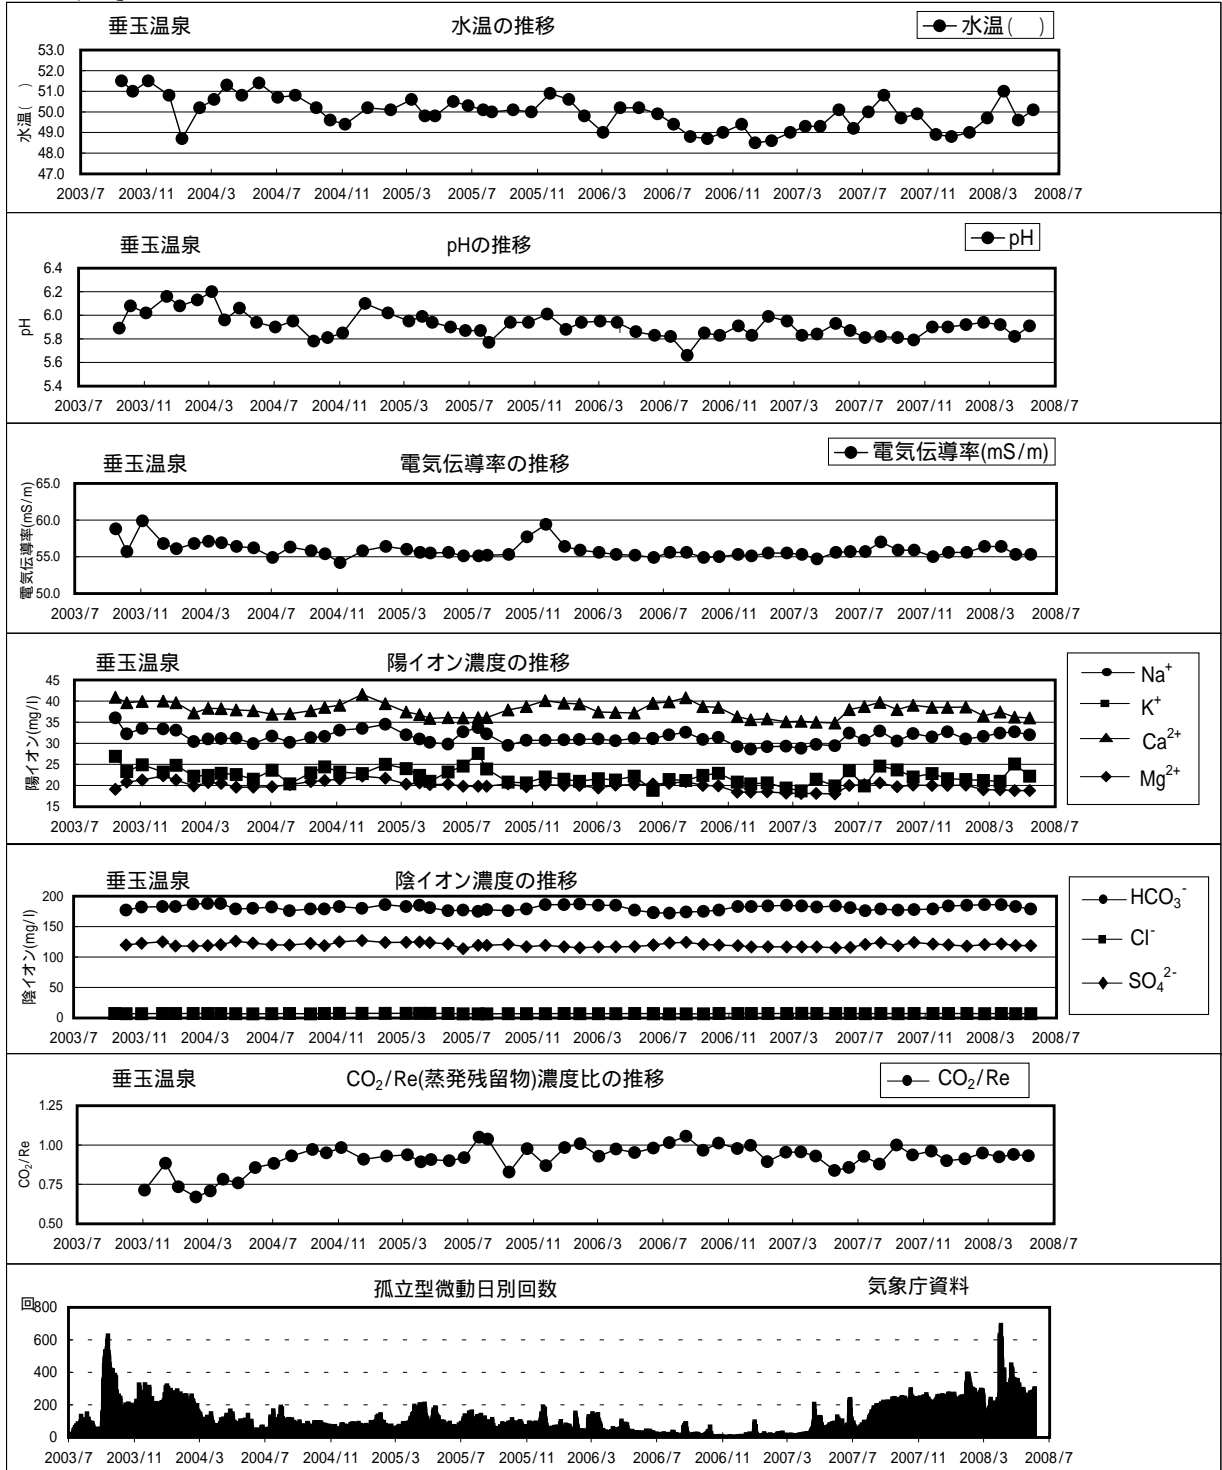 垂玉温泉 水温の推移 水温( )
53.0
52.0
51.0
50.0
49.0
48.0
47.0
水温( )
2003/7 2003/11 2004/3 2004/7 2004/11 2005/3 2005/7 2005/11 2006/3 2006/7 2006/11 2007/3 2007/7 2007/11 2008/3 2008/7
垂玉温泉 pHの推移 pH
6.4
6.2
6.0
5.8
5.6
5.4
pH
2003/7 2003/11 2004/3 2004/7 2004/11 2005/3 2005/7 2005/11 2006/3 2006/7 2006/11 2007/3 2007/7 2007/11 2008/3 2008/7
垂玉温泉 電気伝導率の推移 電気伝導率(mS/m)
65.0
60.0
55.0
50.0
電気伝導率(mS/m)
2003/7 2003/11 2004/3 2004/7 2004/11 2005/3 2005/7 2005/11 2006/3 2006/7 2006/11 2007/3 2007/7 2007/11 2008/3 2008/7
垂玉温泉 陽イオン濃度の推移
45
40
35
30
25
20
15
陽イオン(mg/l)
Na⁺
K⁺
Ca²⁺
Mg²⁺
2003/7 2003/11 2004/3 2004/7 2004/11 2005/3 2005/7 2005/11 2006/3 2006/7 2006/11 2007/3 2007/7 2007/11 2008/3 2008/7
垂玉温泉 陰イオン濃度の推移
200
150
100
50
0
陰イオン(mg/l)
HCO₃⁻
Cl⁻
SO₄²⁻
2003/7 2003/11 2004/3 2004/7 2004/11 2005/3 2005/7 2005/11 2006/3 2006/7 2006/11 2007/3 2007/7 2007/11 2008/3 2008/7
垂玉温泉 CO₂/Re(蒸発残留物)濃度比の推移 CO₂/Re
1.25
1.00
0.75
0.50
CO₂/Re
2003/7 2003/11 2004/3 2004/7 2004/11 2005/3 2005/7 2005/11 2006/3 2006/7 2006/11 2007/3 2007/7 2007/11 2008/3 2008/7
孤立型微動日別回数 気象庁資料
回
800
600
400
200
0
2003/7 2003/11 2004/3 2004/7 2004/11 2005/3 2005/7 2005/11 2006/3 2006/7 2006/11 2007/3 2007/7 2007/11 2008/3 2008/7